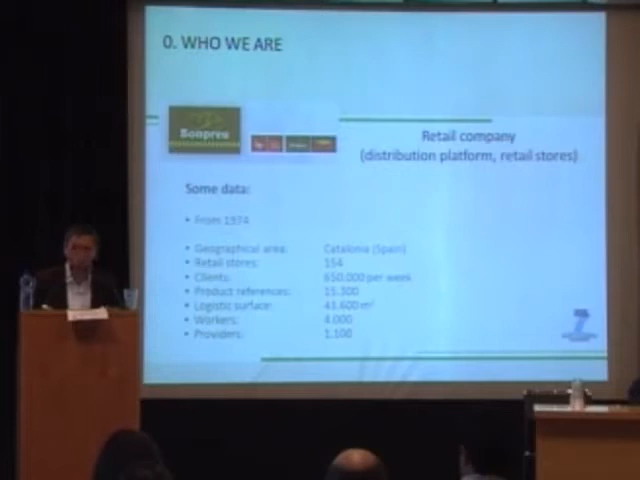 0. WHO WE ARE
Bonpreu
Retail company
(distribution platform, retail stores)
Some data:
• From 1974
• Geographical area: Catalonia (Spain)
• Retail stores: 154
• Clients: 650.000 per week
• Product references: 15.300
• Logistic surface: 41.600 m²
• Workers: 4.000
• Providers: 1.100